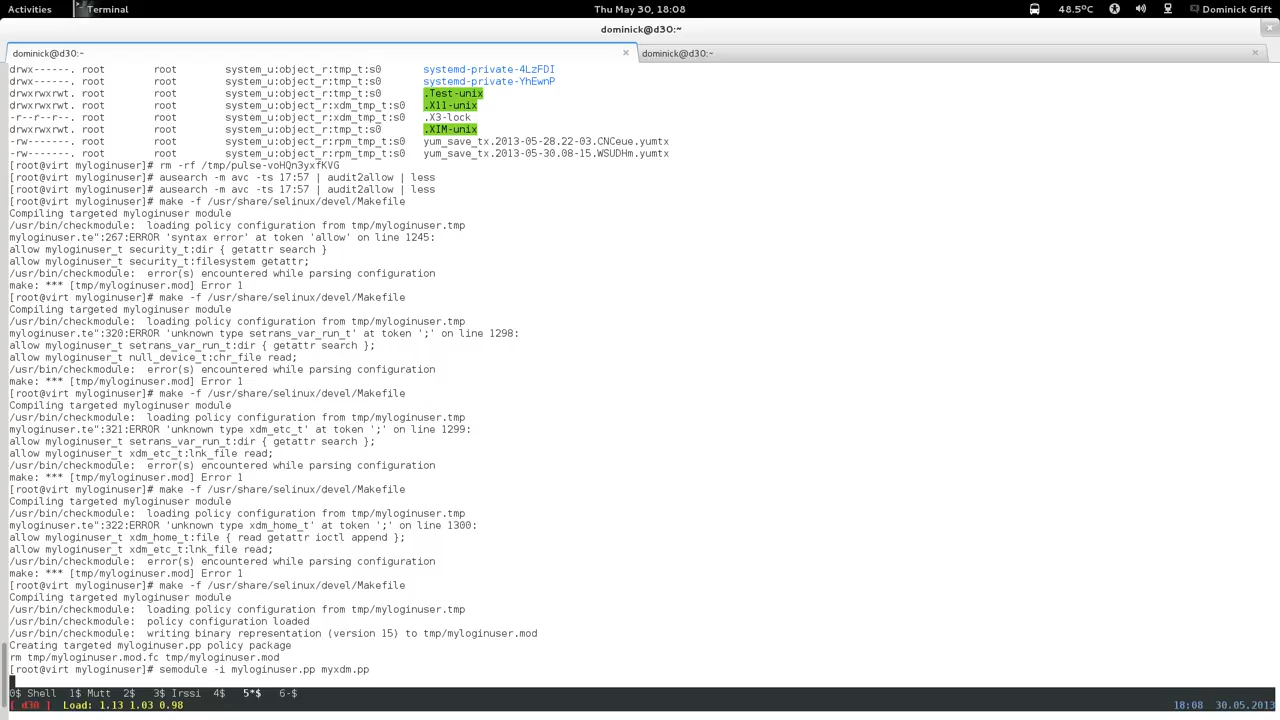 Activities Terminal Thu May 30, 18:08 48.5°C Dominick Grift
dominick@d30:~
dominick@d30:~ × dominick@d30:~ ×
drwx------. root root system_u:object_r:tmp_t:s0 systemd-private-4LzFDI
drwx------. root root system_u:object_r:tmp_t:s0 systemd-private-YhEwnP
drwxrwxrwt. root root system_u:object_r:tmp_t:s0 .Test-unix
drwxrwxrwt. root root system_u:object_r:xdm_tmp_t:s0 .X11-unix
-r--r--r--. root root system_u:object_r:xdm_tmp_t:s0 .X3-lock
drwxrwxrwt. root root system_u:object_r:tmp_t:s0 .XIM-unix
-rw-------. root root system_u:object_r:rpm_tmp_t:s0 yum_save_tx.2013-05-28.22-03.CNCeue.yumtx
-rw-------. root root system_u:object_r:rpm_tmp_t:s0 yum_save_tx.2013-05-30.08-15.WSUDHm.yumtx
[root@virt myloginuser]# rm -rf /tmp/pulse-voHQn3yxfKVG
[root@virt myloginuser]# ausearch -m avc -ts 17:57 | audit2allow | less
[root@virt myloginuser]# ausearch -m avc -ts 17:57 | audit2allow | less
[root@virt myloginuser]# make -f /usr/share/selinux/devel/Makefile
Compiling targeted myloginuser module
/usr/bin/checkmodule:  loading policy configuration from tmp/myloginuser.tmp
myloginuser.te":267:ERROR 'syntax error' at token 'allow' on line 1245:
allow myloginuser_t security_t:dir { getattr search }
allow myloginuser_t security_t:filesystem getattr;
/usr/bin/checkmodule:  error(s) encountered while parsing configuration
make: *** [tmp/myloginuser.mod] Error 1
[root@virt myloginuser]# make -f /usr/share/selinux/devel/Makefile
Compiling targeted myloginuser module
/usr/bin/checkmodule:  loading policy configuration from tmp/myloginuser.tmp
myloginuser.te":320:ERROR 'unknown type setrans_var_run_t' at token ';' on line 1298:
allow myloginuser_t setrans_var_run_t:dir { getattr search };
allow myloginuser_t null_device_t:chr_file read;
/usr/bin/checkmodule:  error(s) encountered while parsing configuration
make: *** [tmp/myloginuser.mod] Error 1
[root@virt myloginuser]# make -f /usr/share/selinux/devel/Makefile
Compiling targeted myloginuser module
/usr/bin/checkmodule:  loading policy configuration from tmp/myloginuser.tmp
myloginuser.te":321:ERROR 'unknown type xdm_etc_t' at token ';' on line 1299:
allow myloginuser_t setrans_var_run_t:dir { getattr search };
allow myloginuser_t xdm_etc_t:lnk_file read;
/usr/bin/checkmodule:  error(s) encountered while parsing configuration
make: *** [tmp/myloginuser.mod] Error 1
[root@virt myloginuser]# make -f /usr/share/selinux/devel/Makefile
Compiling targeted myloginuser module
/usr/bin/checkmodule:  loading policy configuration from tmp/myloginuser.tmp
myloginuser.te":322:ERROR 'unknown type xdm_home_t' at token ';' on line 1300:
allow myloginuser_t xdm_home_t:file { read getattr ioctl append };
allow myloginuser_t xdm_etc_t:lnk_file read;
/usr/bin/checkmodule:  error(s) encountered while parsing configuration
make: *** [tmp/myloginuser.mod] Error 1
[root@virt myloginuser]# make -f /usr/share/selinux/devel/Makefile
Compiling targeted myloginuser module
/usr/bin/checkmodule:  loading policy configuration from tmp/myloginuser.tmp
/usr/bin/checkmodule:  policy configuration loaded
/usr/bin/checkmodule:  writing binary representation (version 15) to tmp/myloginuser.mod
Creating targeted myloginuser.pp policy package
rm tmp/myloginuser.mod.fc tmp/myloginuser.mod
[root@virt myloginuser]# semodule -i myloginuser.pp myxdm.pp
0$ Shell 1$ Mutt 2$ 3$ Irssi 4$ 5*$ 6-$
[ d30 ] Load: 1.13 1.03 0.98 18:08 30.05.2013